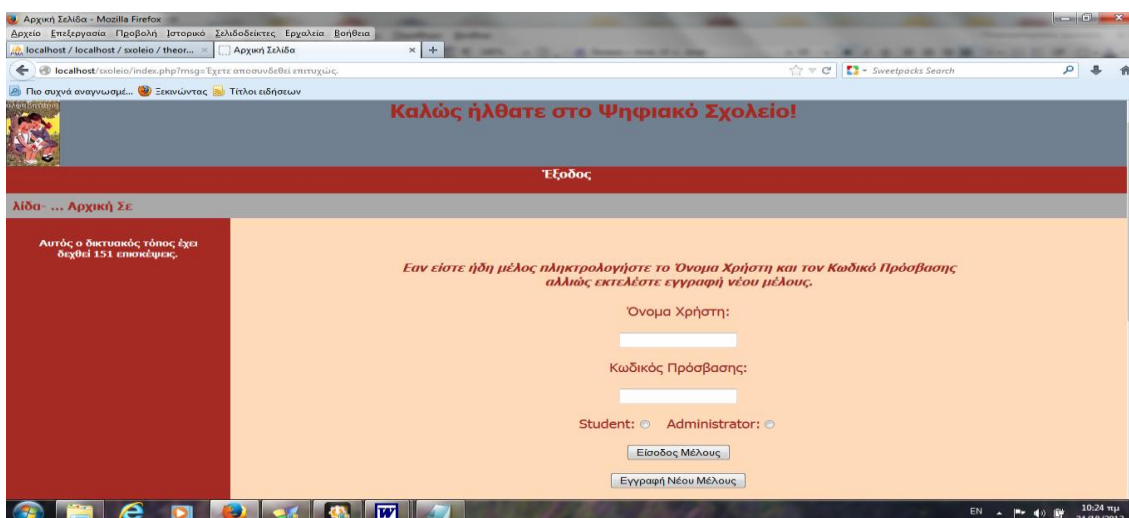 Αρχική Σελίδα - Mozilla Firefox
Αρχείο Επεξεργασία Προβολή Ιστορικό Σελιδοδείκτες Εργαλεία Βοήθεια
localhost / localhost / sxoleio / theor... × Αρχική Σελίδα × +
localhost/sxoleio/index.php?msg=Έχετε αποσυνδεθεί επιτυχώς. Sweetpacks Search
Πιο συχνά αναγνωσμέ... Ξεκινώντας Τίτλοι ειδήσεων
Καλώς ήλθατε στο Ψηφιακό Σχολείο!
Έξοδος
λίδα- ... Αρχική Σε
Αυτός ο δικτυακός τόπος έχει
δεχθεί 151 επισκέψεις.
Εαν είστε ήδη μέλος πληκτρολογήστε το Όνομα Χρήστη και τον Κωδικό Πρόσβασης
αλλιώς εκτελέστε εγγραφή νέου μέλους.
Όνομα Χρήστη:
Κωδικός Πρόσβασης:
Student: Administrator:
Είσοδος Μέλους
Εγγραφή Νέου Μέλους
EN 10:24 πμ